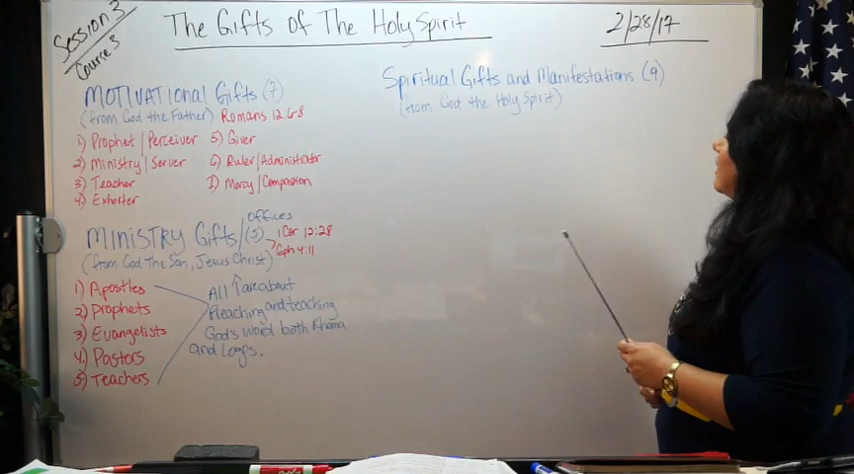 Session 3
Course 3
The Gifts of The Holy Spirit
2/28/17
MOTIVATIONAL Gifts (7)
(from God the Father) Romans 12:6-8
1) Prophet / Perceiver
2) Ministry / Server
3) Teacher
4) Exhorter
5) Giver
6) Ruler / Administrator
7) Mercy / Compassion
MINISTRY Gifts / offices (5)
1 Cor 12:28
Eph 4:11
(from God The Son, Jesus Christ)
1) Apostles
2) Prophets
3) Evangelists
4) Pastors
5) Teachers
All are about
Preaching and teaching
God's word both Rhema
and Logos.
Spiritual Gifts and Manifestations (9)
(from God the Holy Spirit)